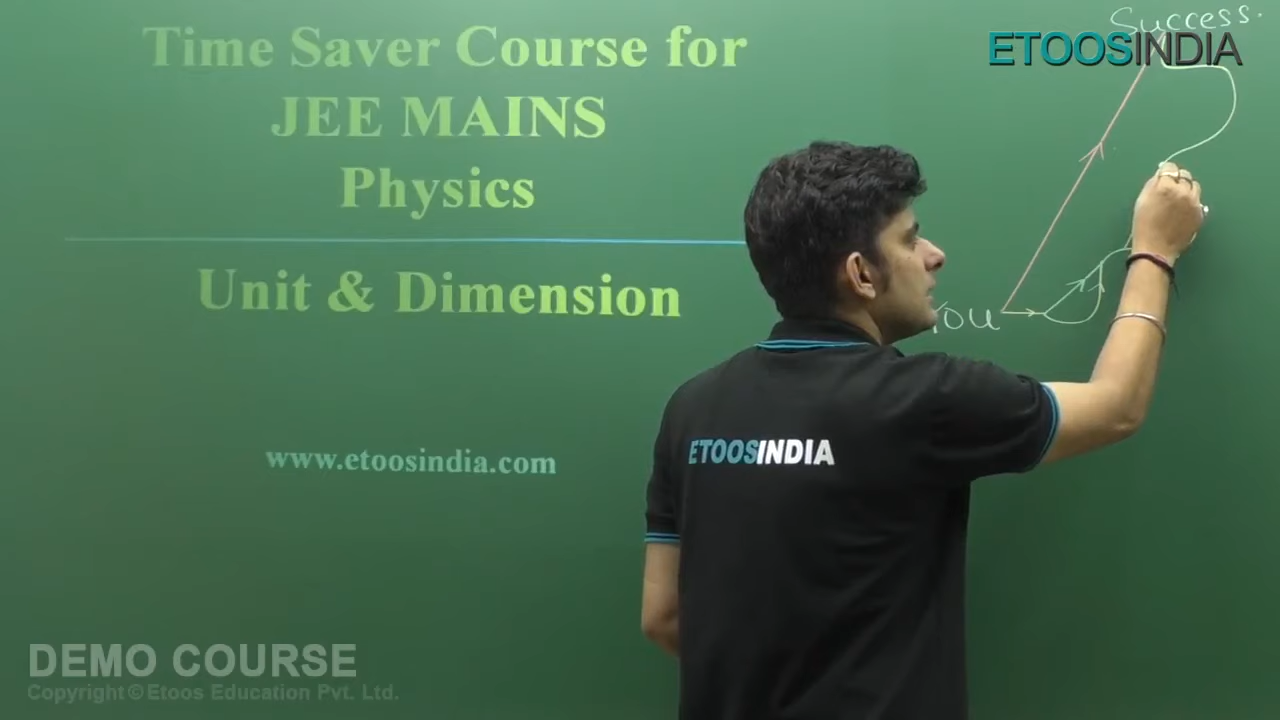 Time Saver Course for
JEE MAINS
Physics
Unit & Dimension
www.etoosindia.com
Success.
ETOOSINDIA
You
ETOOSINDIA
DEMO COURSE
Copyright © Etoos Education Pvt. Ltd.